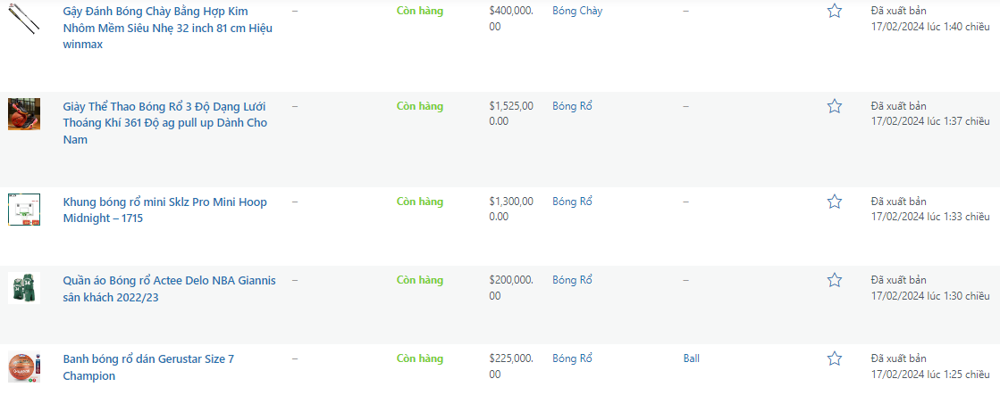 Gậy Đánh Bóng Chày Bằng Hợp Kim
Nhôm Mềm Siêu Nhẹ 32 inch 81 cm Hiệu
winmax
–
Còn hàng
$400,000.
00
Bóng Chày
–
Đã xuất bản
17/02/2024 lúc 1:40 chiều
Giày Thể Thao Bóng Rổ 3 Độ Dạng Lưới
Thoáng Khí 361 Độ ag pull up Dành Cho
Nam
–
Còn hàng
$1,525,00
0.00
Bóng Rổ
–
Đã xuất bản
17/02/2024 lúc 1:37 chiều
Khung bóng rổ mini Sklz Pro Mini Hoop
Midnight – 1715
–
Còn hàng
$1,300,00
0.00
Bóng Rổ
–
Đã xuất bản
17/02/2024 lúc 1:33 chiều
Quần áo Bóng rổ Actee Delo NBA Giannis
sân khách 2022/23
–
Còn hàng
$200,000.
00
Bóng Rổ
–
Đã xuất bản
17/02/2024 lúc 1:30 chiều
Banh bóng rổ dán Gerustar Size 7
Champion
–
Còn hàng
$225,000.
00
Bóng Rổ
Ball
Đã xuất bản
17/02/2024 lúc 1:25 chiều